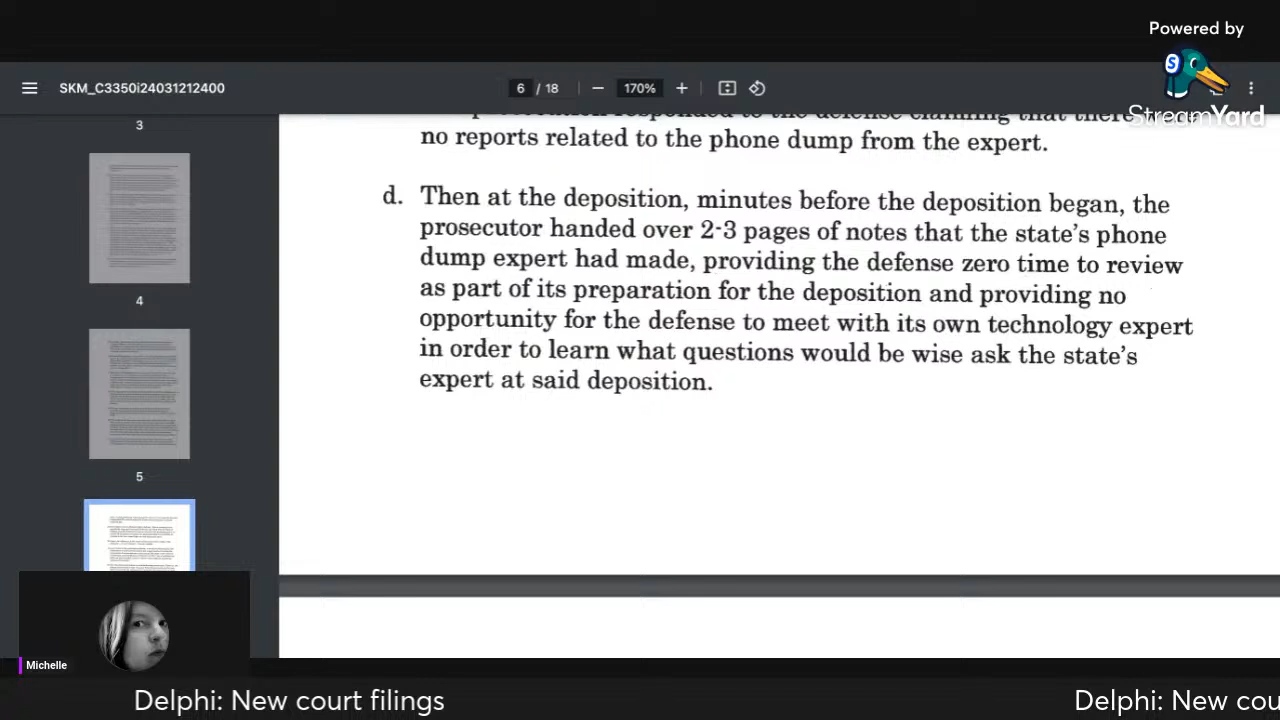 Powered by
StreamYard
SKM_C3350i24031212400
6 / 18
170%
3
4
5
no reports related to the phone dump from the expert.
d. Then at the deposition, minutes before the deposition began, the
prosecutor handed over 2-3 pages of notes that the state's phone
dump expert had made, providing the defense zero time to review
as part of its preparation for the deposition and providing no
opportunity for the defense to meet with its own technology expert
in order to learn what questions would be wise ask the state's
expert at said deposition.
Michelle
Delphi: New court filings
Delphi: New cou